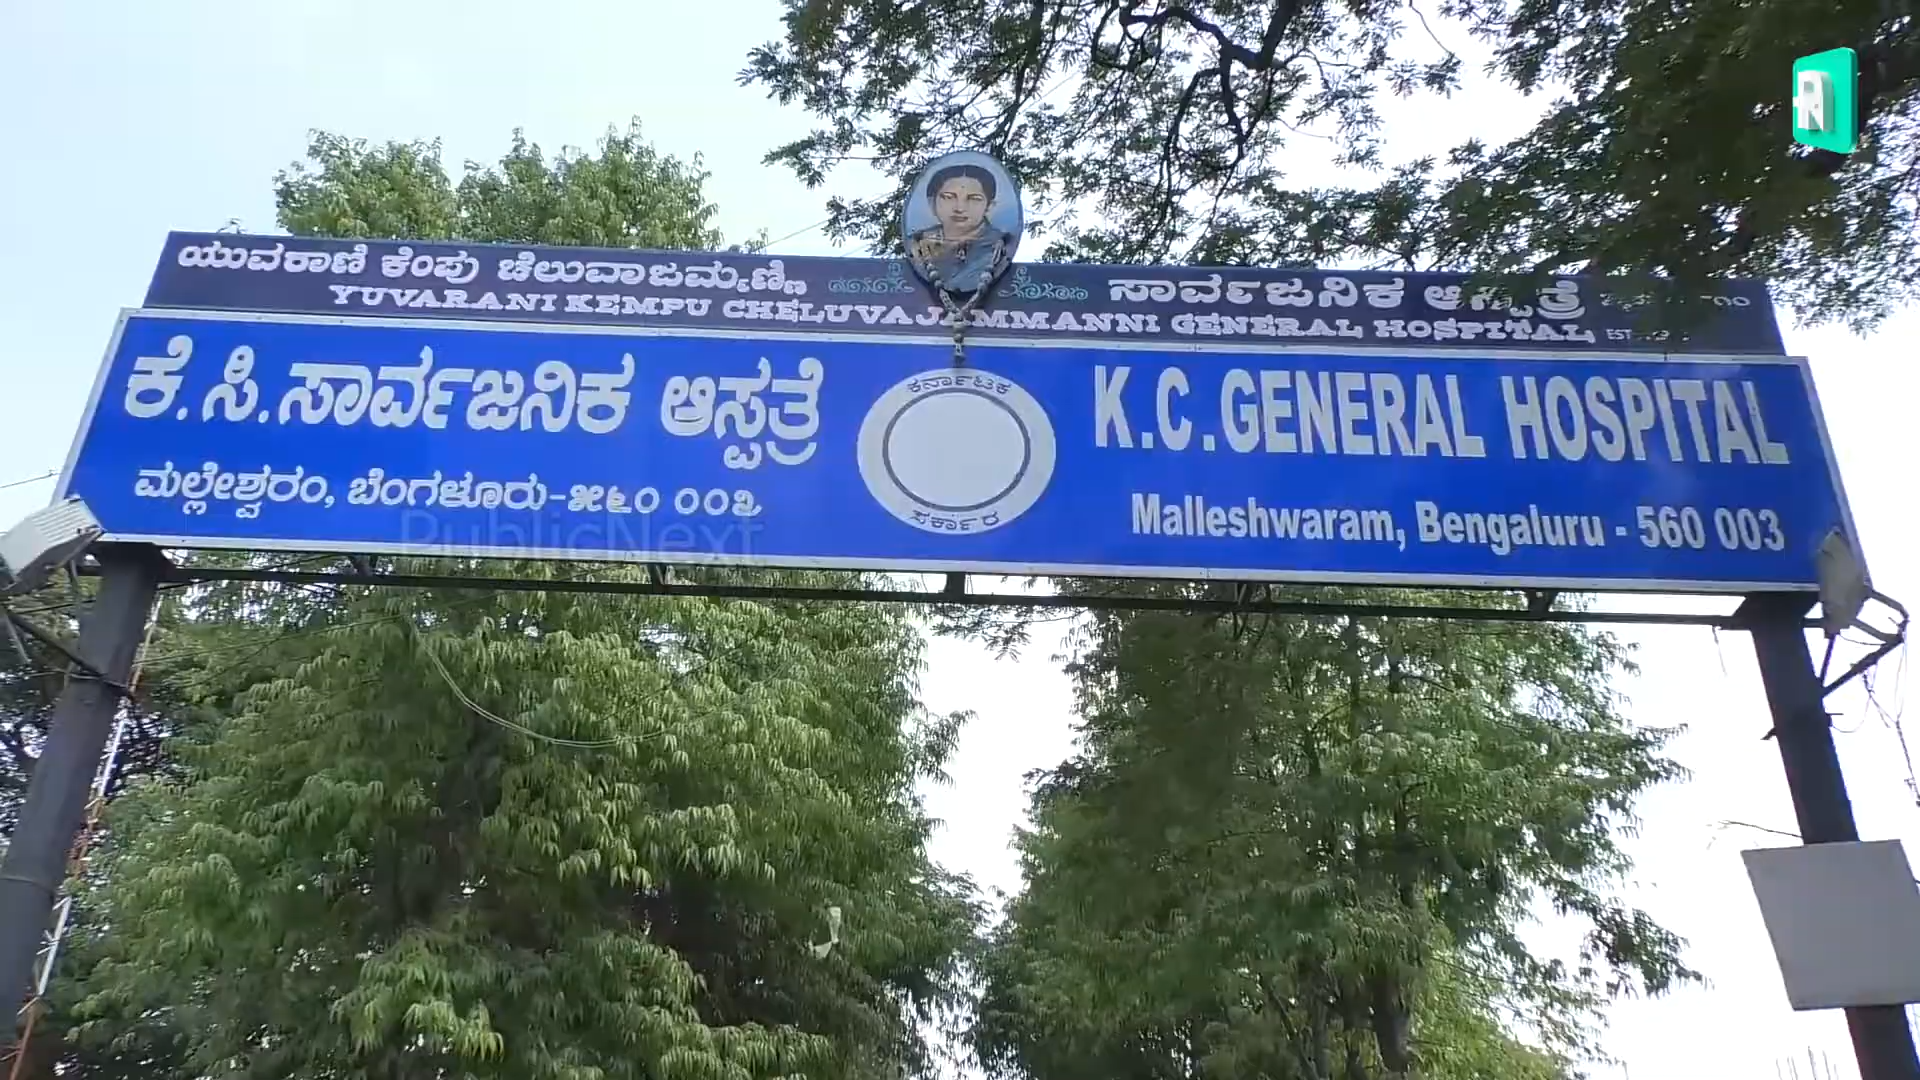 ಯುವರಾಣಿ ಕೆಂಪು ಚೆಲುವಾಜಮ್ಮಣ್ಣಿ ಸಾರ್ವಜನಿಕ ಆಸ್ಪತ್ರೆ
YUVARANI KEMPU CHELUVAJAMMANNI GENERAL HOSPITAL
ಕೆ.ಸಿ.ಸಾರ್ವಜನಿಕ ಆಸ್ಪತ್ರೆ
ಮಲ್ಲೇಶ್ವರಂ, ಬೆಂಗಳೂರು-೫೬೦ ೦೦೩
ಕರ್ನಾಟಕ
ಸರ್ಕಾರ
K.C.GENERAL HOSPITAL
Malleshwaram, Bengaluru - 560 003
PublicNext